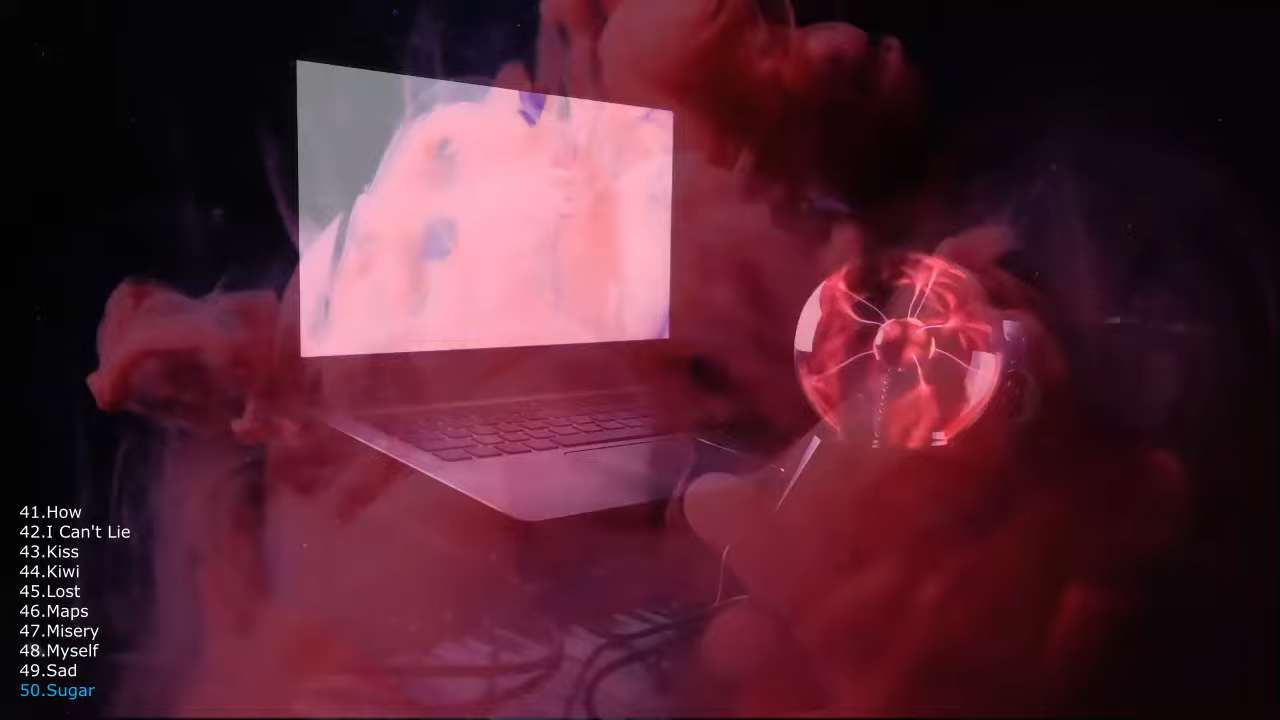 41.How
42.I Can't Lie
43.Kiss
44.Kiwi
45.Lost
46.Maps
47.Misery
48.Myself
49.Sad
50.Sugar